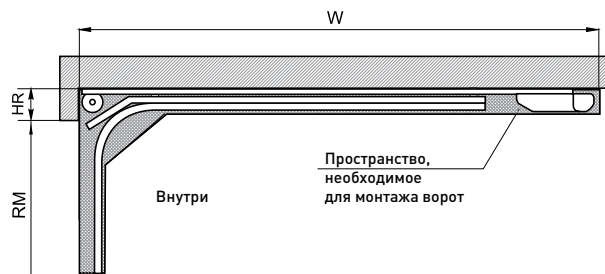 W
HR
RM
Пространство,
необходимое
для монтажа ворот
Внутри